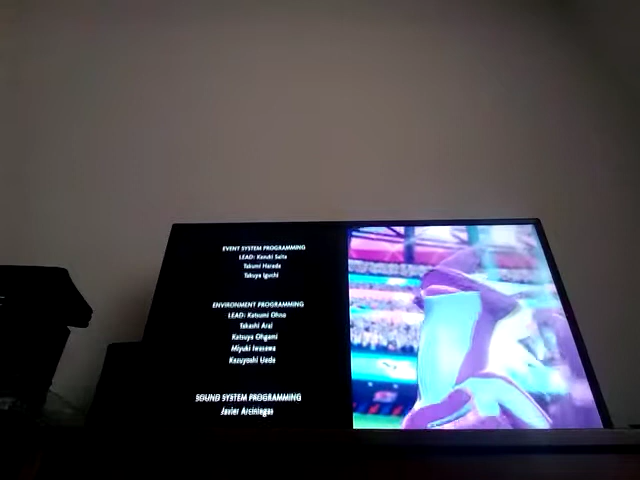 EVENT SYSTEM PROGRAMMING
LEAD: Kazuki Saita
Takumi Harada
Takuya Iguchi
ENVIRONMENT PROGRAMMING
LEAD: Katsumi Ohno
Takashi Arai
Katsuya Ohgami
Miyuki Iwasawa
Kazuyoshi Ueda
SOUND SYSTEM PROGRAMMING
Javier Arciniegas